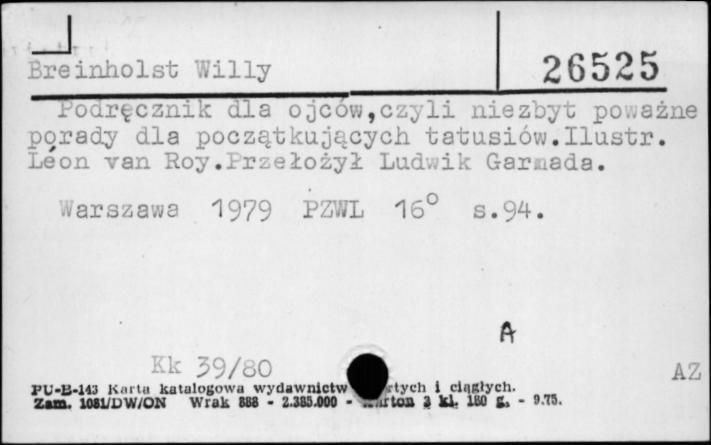 Breinholst Willy
26525
Podręcznik dla ojców,czyli niezbyt poważne
porady dla początkujących tatusiów.Ilustr.
Léon van Roy.Przełożył Ludwik Garmada.
Warszawa 1979 PZWL 16° s.94.
A
Kk 39/80
AZ
PU-B-143 Karta katalogowa wydawnictw i ciągłych.
Zam. 1081/DW/ON Wrak 888 - 2.385.000 - Karton 3 kl. 180 g. - 9.75.